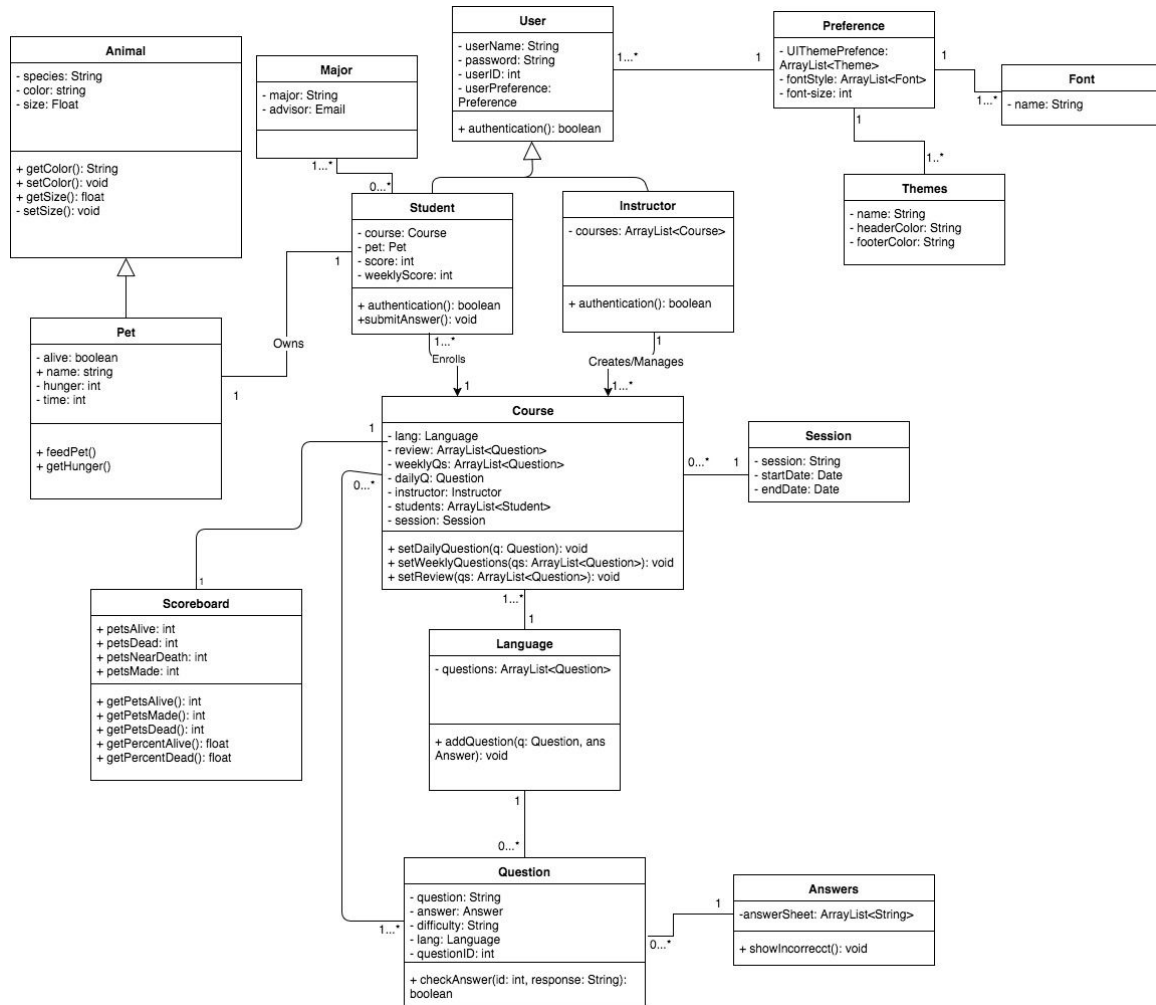 Animal
- species: String
- color: string
- size: Float
+ getColor(): String
+ setColor(): void
+ getSize(): float
- setSize(): void
Major
- major: String
- advisor: Email
1...*
0...*
User
- userName: String
- password: String
- userID: int
- userPreference:
Preference
+ authentication(): boolean
1...*
1
Preference
- UIThemePrefence:
ArrayList<Theme>
- fontStyle: ArrayList<Font>
- font-size: int
1
1...*
Font
- name: String
1
1..*
Themes
- name: String
- headerColor: String
- footerColor: String
Student
- course: Course
- pet: Pet
- score: int
- weeklyScore: int
+ authentication(): boolean
+submitAnswer(): void
Instructor
- courses: ArrayList<Course>
+ authentication(): boolean
1
Owns
1
Pet
- alive: boolean
+ name: string
- hunger: int
- time: int
+ feedPet()
+ getHunger()
1...*
Enrolls
1
1
Creates/Manages
1...*
Course
- lang: Language
- review: ArrayList<Question>
- weeklyQs: ArrayList<Question>
- dailyQ: Question
- instructor: Instructor
- students: ArrayList<Student>
- session: Session
+ setDailyQuestion(q: Question): void
+ setWeeklyQuestions(qs: ArrayList<Question>): void
+ setReview(qs: ArrayList<Question>): void
0...*
1
Session
- session: String
- startDate: Date
- endDate: Date
1
0...*
1
Scoreboard
+ petsAlive: int
+ petsDead: int
+ petsNearDeath: int
+ petsMade: int
+ getPetsAlive(): int
+ getPetsMade(): int
+ getPetsDead(): int
+ getPercentAlive(): float
+ getPercentDead(): float
1...*
1
Language
- questions: ArrayList<Question>
+ addQuestion(q: Question, ans
Answer): void
1
0...*
Question
- question: String
- answer: Answer
- difficulty: String
- lang: Language
- questionID: int
+ checkAnswer(id: int, response: String):
boolean
1...*
0...*
1
Answers
-answerSheet: ArrayList<String>
+ showIncorrecct(): void